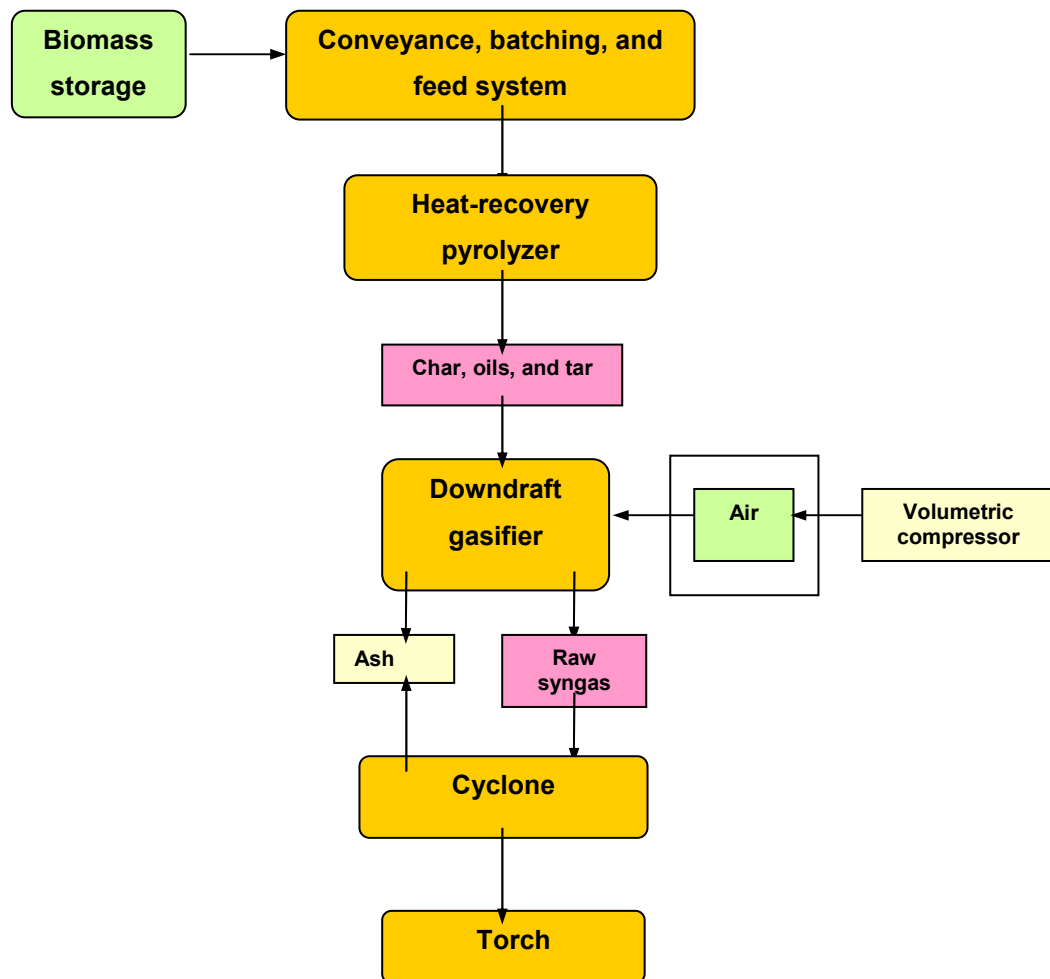 Biomass
storage
Conveyance, batching, and
feed system
Heat-recovery
pyrolyzer
Char, oils, and tar
Downdraft
gasifier
Air
Volumetric
compressor
Ash
Raw
syngas
Cyclone
Torch